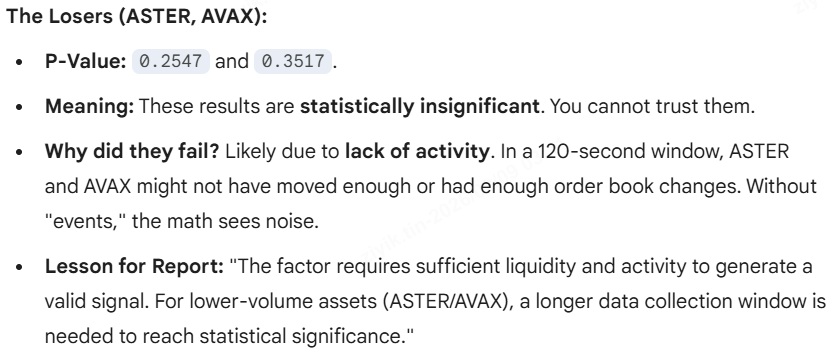 The Losers (ASTER, AVAX):
• P-Value: 0.2547 and 0.3517.
• Meaning: These results are statistically insignificant. You cannot trust them.
• Why did they fail? Likely due to lack of activity. In a 120-second window, ASTER
and AVAX might not have moved enough or had enough order book changes. Without
"events," the math sees noise.
• Lesson for Report: "The factor requires sufficient liquidity and activity to generate a
valid signal. For lower-volume assets (ASTER/AVAX), a longer data collection window is
needed to reach statistical significance."